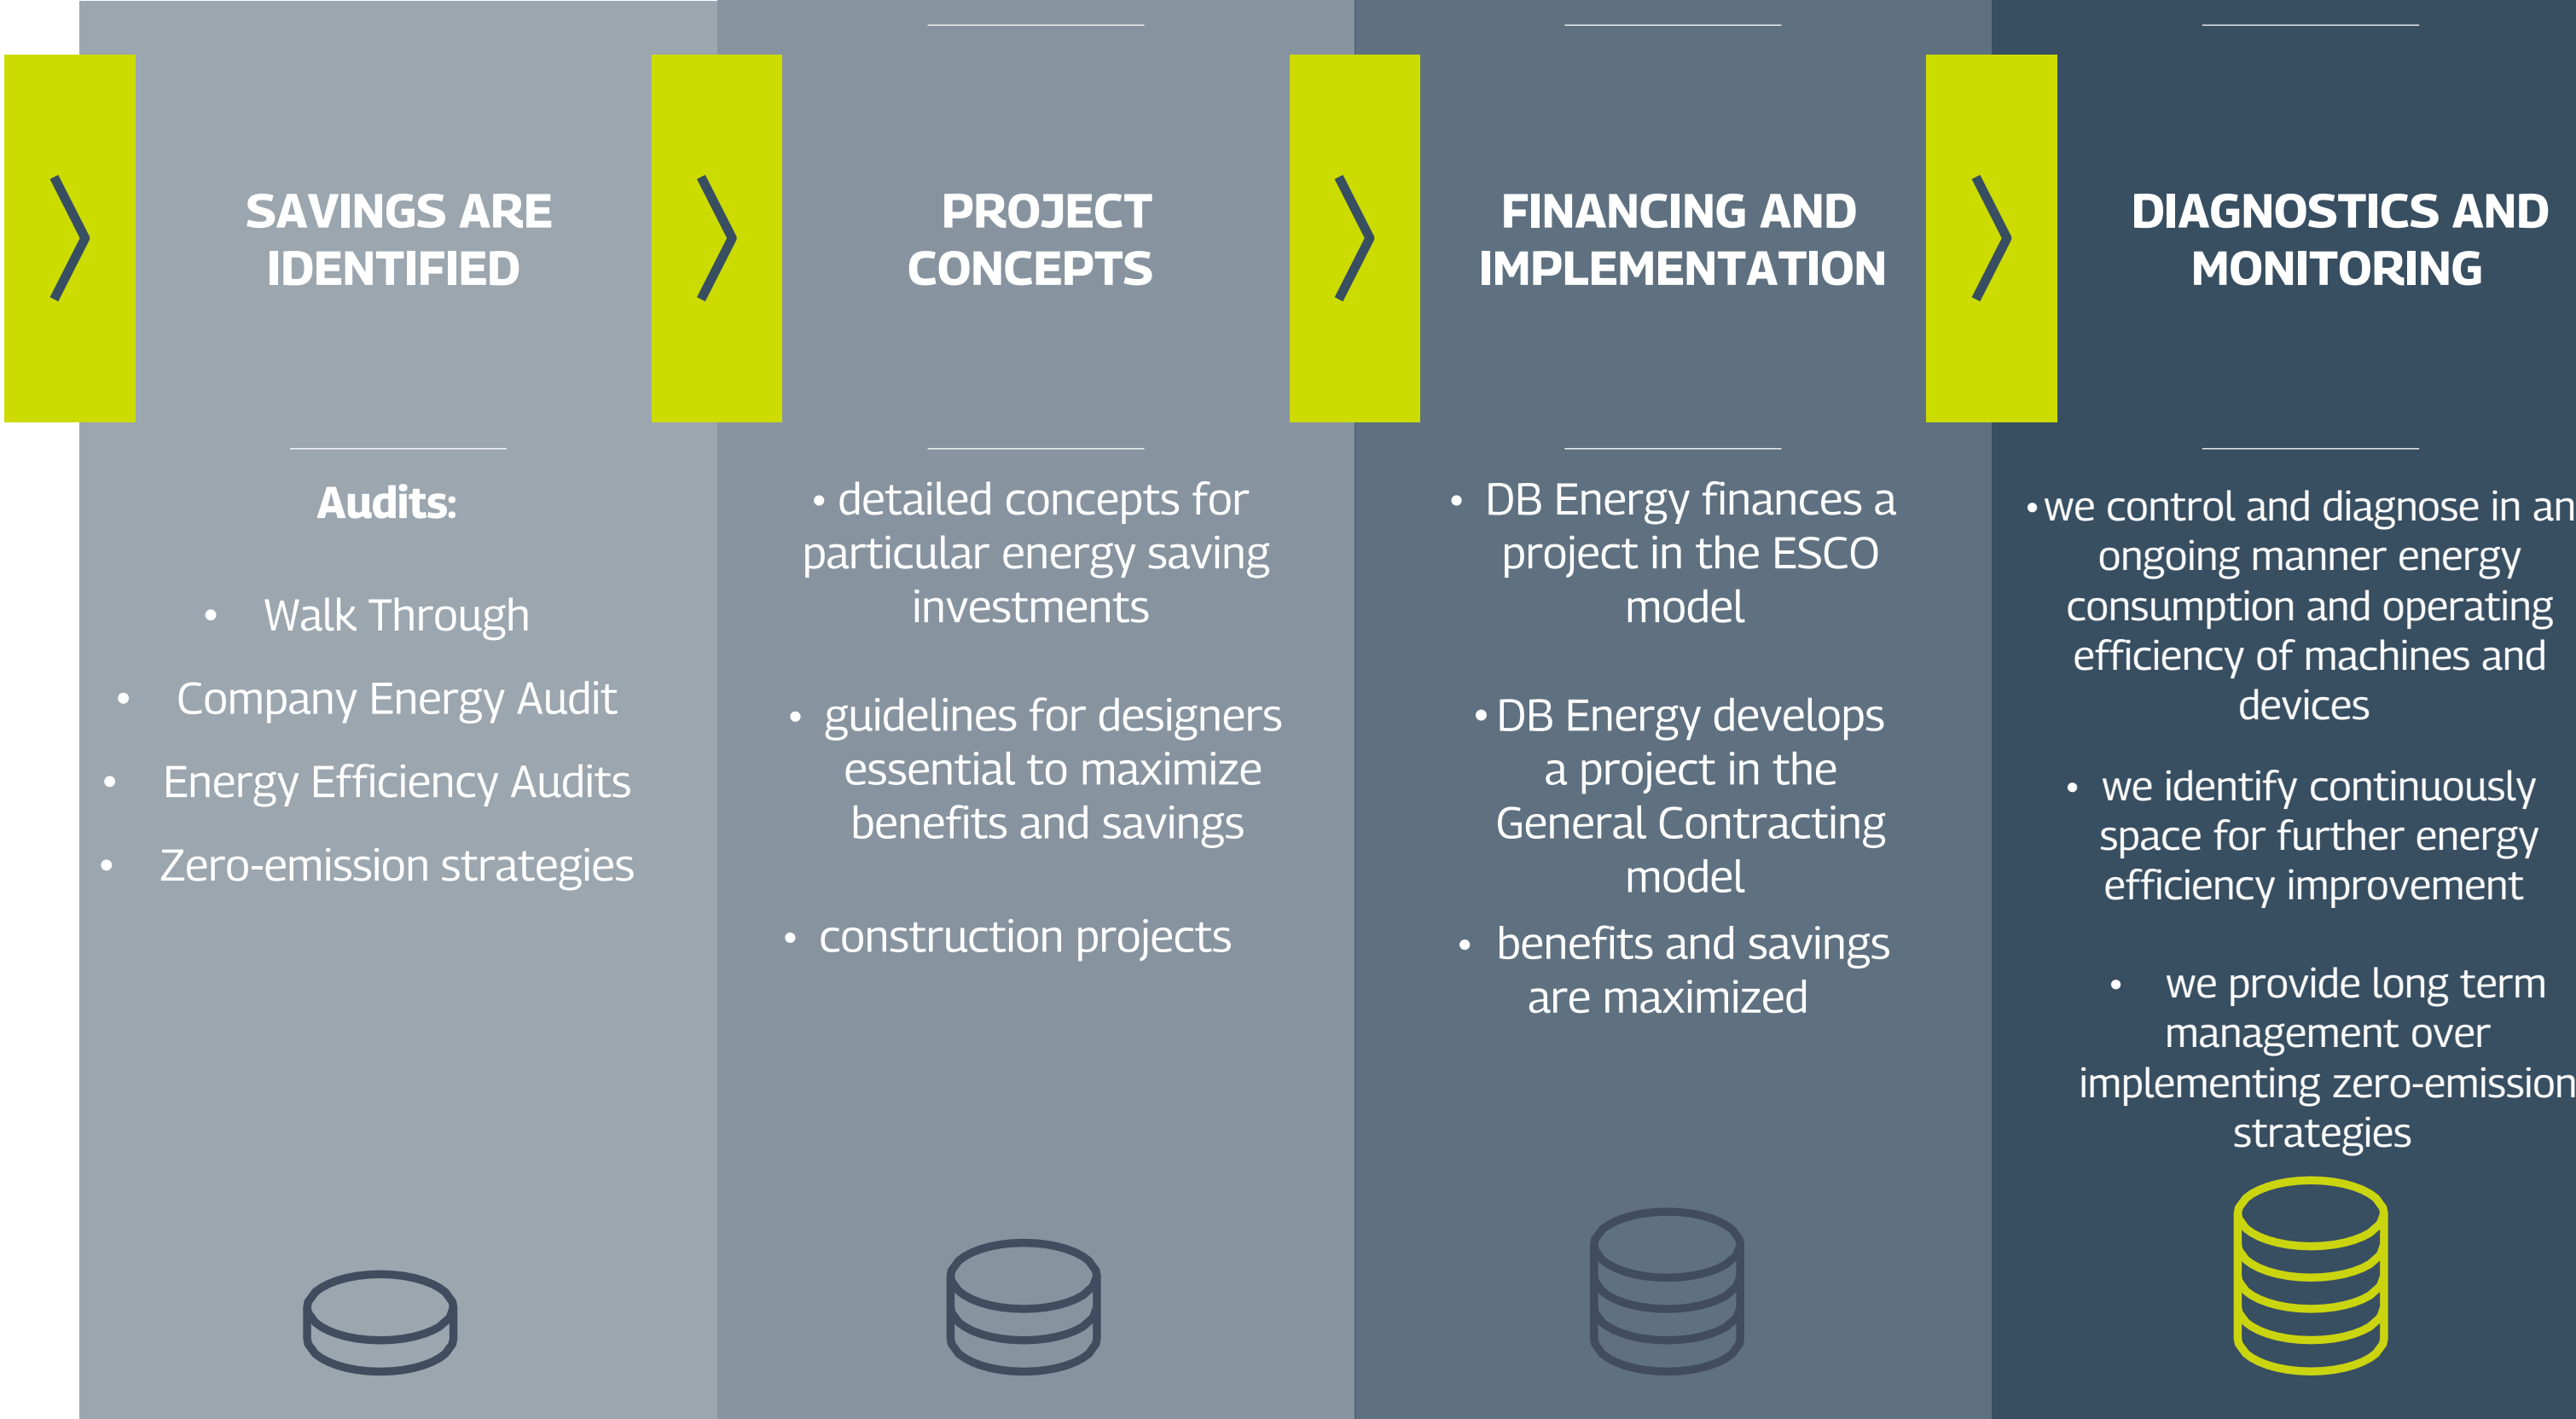 SAVINGS ARE
IDENTIFIED
Audits:
• Walk Through
• Company Energy Audit
• Energy Efficiency Audits
• Zero-emission strategies
PROJECT
CONCEPTS
• detailed concepts for
particular energy saving
investments
• guidelines for designers
essential to maximize
benefits and savings
• construction projects
FINANCING AND
IMPLEMENTATION
• DB Energy finances a
project in the ESCO
model
• DB Energy develops
a project in the
General Contracting
model
• benefits and savings
are maximized
DIAGNOSTICS AND
MONITORING
• we control and diagnose in an
ongoing manner energy
consumption and operating
efficiency of machines and
devices
• we identify continuously
space for further energy
efficiency improvement
• we provide long term
management over
implementing zero-emission
strategies